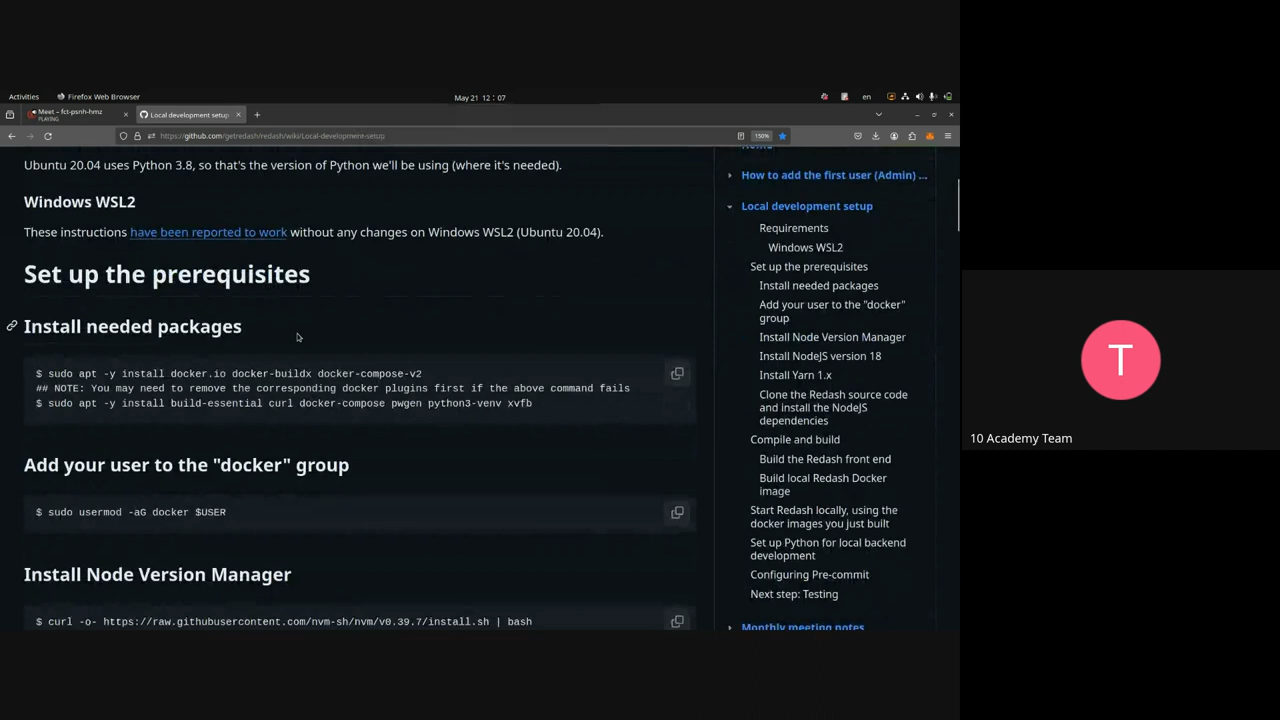 Activities
Firefox Web Browser
May 21 12 : 07
en
Meet – fct-psnh-hmz
PLAYING
Local development setup
https://github.com/getredash/redash/wiki/Local-development-setup
150%
Ubuntu 20.04 uses Python 3.8, so that's the version of Python we'll be using (where it's needed).
Windows WSL2
These instructions have been reported to work without any changes on Windows WSL2 (Ubuntu 20.04).
Set up the prerequisites
Install needed packages
$ sudo apt -y install docker.io docker-buildx docker-compose-v2
## NOTE: You may need to remove the corresponding docker plugins first if the above command fails
$ sudo apt -y install build-essential curl docker-compose pwgen python3-venv xvfb
Add your user to the "docker" group
$ sudo usermod -aG docker $USER
Install Node Version Manager
$ curl -o- https://raw.githubusercontent.com/nvm-sh/nvm/v0.39.7/install.sh | bash
How to add the first user (Admin) ...
Local development setup
Requirements
Windows WSL2
Set up the prerequisites
Install needed packages
Add your user to the "docker"
group
Install Node Version Manager
Install NodeJS version 18
Install Yarn 1.x
Clone the Redash source code
and install the NodeJS
dependencies
Compile and build
Build the Redash front end
Build local Redash Docker
image
Start Redash locally, using the
docker images you just built
Set up Python for local backend
development
Configuring Pre-commit
Next step: Testing
Monthly meeting notes
T
10 Academy Team